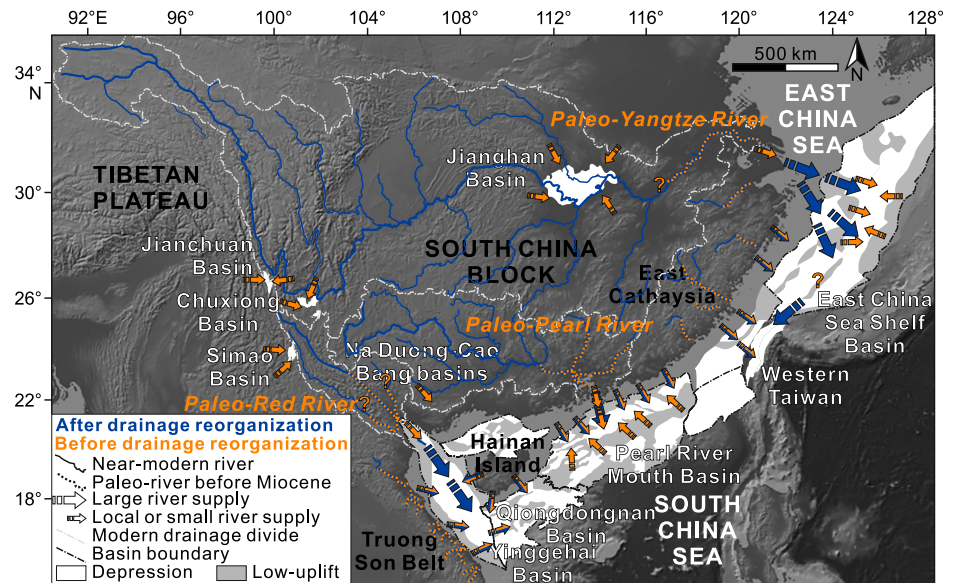 92°E 96° 100° 104° 108° 112° 116° 120° 124° 128°
34°
N
30°
26°
22°
18°
500 km
N
EAST
CHINA
SEA
Paleo-Yangtze River
Jianghan
Basin
?
TIBETAN
PLATEAU
Jianchuan
Basin
SOUTH CHINA
BLOCK
East
Cathaysia
?
Chuxiong
Basin
East China
Sea Shelf
Basin
Paleo-Pearl River
Simao
Basin
Na Duong-Cao
Bang basins
?
Western
Taiwan
Paleo-Red River
?
After drainage reorganization
Before drainage reorganization
Near-modern river
Paleo-river before Miocene
Large river supply
Local or small river supply
Modern drainage divide
Basin boundary
Depression Low-uplift
Hainan
Island
Pearl River
Mouth Basin
Qiongdongnan
Basin
SOUTH
CHINA
SEA
Truong
Son Belt
Yinggehai
Basin